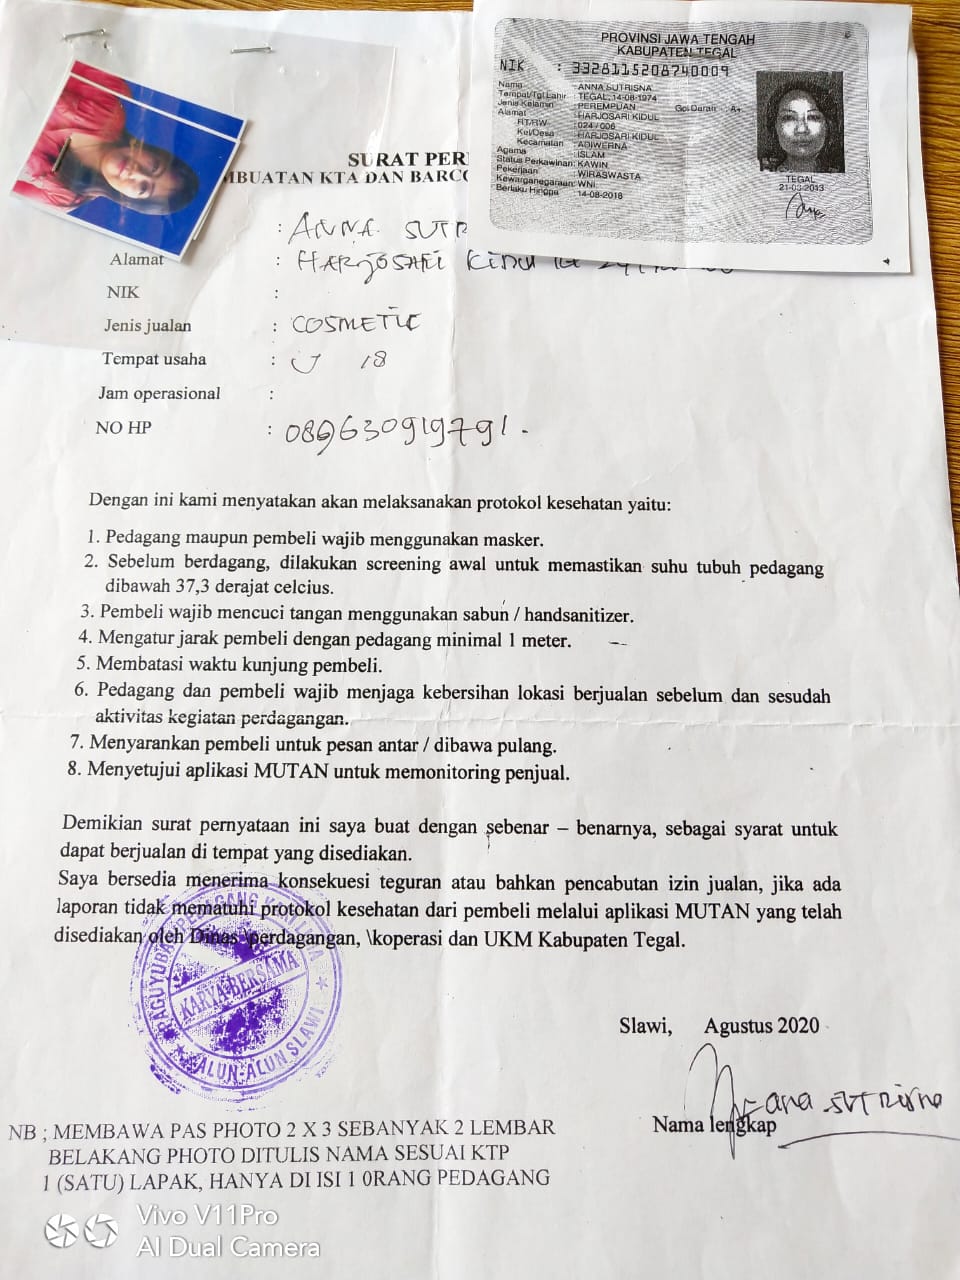 PROVINSI JAWA TENGAH
KABUPATEN TEGAL
NIK : 3328115208740009
Nama : ANNA SUTRISNA
Tempat/Tgl Lahir : TEGAL, 14-08-1974
Jenis Kelamin : PEREMPUAN Gol Darah : A+
Alamat : HARJOSARI KIDUL
RT/RW : 024 / 006
Kel/Desa : HARJOSARI KIDUL
Kecamatan : ADIWERNA
Agama : ISLAM
Status Perkawinan: KAWIN
Pekerjaan : WIRASWASTA
Kewarganegaraan: WNI
Berlaku Hingga : 14-08-2018
TEGAL
21-03-2013
SURAT PER
MBUATAN KTA DAN BARCO
: ANNA SUTR
Alamat : HARJOSARI KIDUL
NIK :
Jenis jualan : COSMETIC
Tempat usaha : U 18
Jam operasional :
NO HP : 089630919791.
Dengan ini kami menyatakan akan melaksanakan protokol kesehatan yaitu:
1. Pedagang maupun pembeli wajib menggunakan masker.
2. Sebelum berdagang, dilakukan screening awal untuk memastikan suhu tubuh pedagang
dibawah 37,3 derajat celcius.
3. Pembeli wajib mencuci tangan menggunakan sabun / handsanitizer.
4. Mengatur jarak pembeli dengan pedagang minimal 1 meter.
5. Membatasi waktu kunjung pembeli.
6. Pedagang dan pembeli wajib menjaga kebersihan lokasi berjualan sebelum dan sesudah
aktivitas kegiatan perdagangan.
7. Menyarankan pembeli untuk pesan antar / dibawa pulang.
8. Menyetujui aplikasi MUTAN untuk memonitoring penjual.
Demikian surat pernyataan ini saya buat dengan sebenar – benarnya, sebagai syarat untuk
dapat berjualan di tempat yang disediakan.
Saya bersedia menerima konsekuesi teguran atau bahkan pencabutan izin jualan, jika ada
laporan tidak mematuhi protokol kesehatan dari pembeli melalui aplikasi MUTAN yang telah
disediakan oleh Dinas \perdagangan, \koperasi dan UKM Kabupaten Tegal.
PAGUYUBAN PEDAGANG KAKI LIMA
KARYA BERSAMA
ALUN-ALUN SLAWI
Slawi, Agustus 2020
ana SUTRisna
Nama lengkap
NB ; MEMBAWA PAS PHOTO 2 X 3 SEBANYAK 2 LEMBAR
BELAKANG PHOTO DITULIS NAMA SESUAI KTP
1 (SATU) LAPAK, HANYA DI ISI 1 0RANG PEDAGANG
Vivo V11Pro
AI Dual Camera